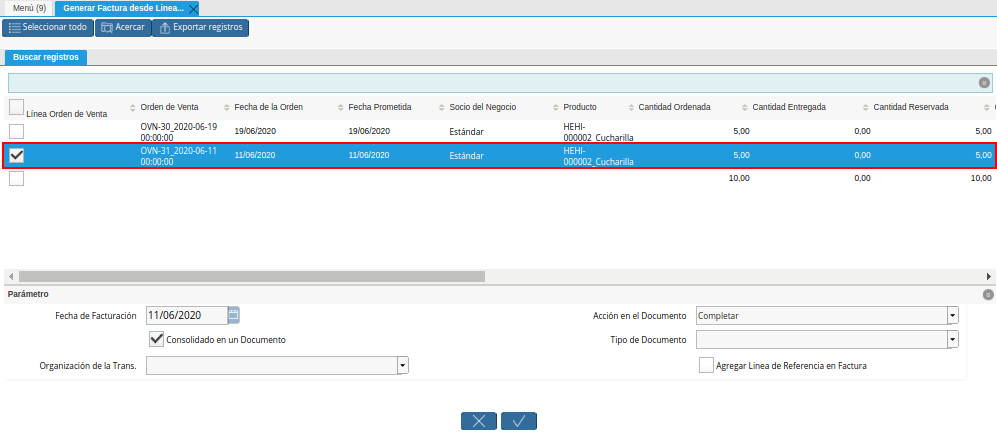 Menú (9)
Generar Factura desde Línea...
Seleccionar todo
Acercar
Exportar registros
Buscar registros
Línea Orden de Venta
Orden de Venta
Fecha de la Orden
Fecha Prometida
Socio del Negocio
Producto
Cantidad Ordenada
Cantidad Entregada
Cantidad Reservada
OVN-30_2020-06-19 00:00:00
19/06/2020
19/06/2020
Estándar
HEHI-000002_Cucharilla
5,00
0,00
5,00
OVN-31_2020-06-11 00:00:00
11/06/2020
11/06/2020
Estándar
HEHI-000002_Cucharilla
5,00
0,00
5,00
10,00
0,00
10,00
Parámetro
Fecha de Facturación
11/06/2020
Acción en el Documento
Completar
Consolidado en un Documento
Tipo de Documento
Organización de la Trans.
Agregar Línea de Referencia en Factura